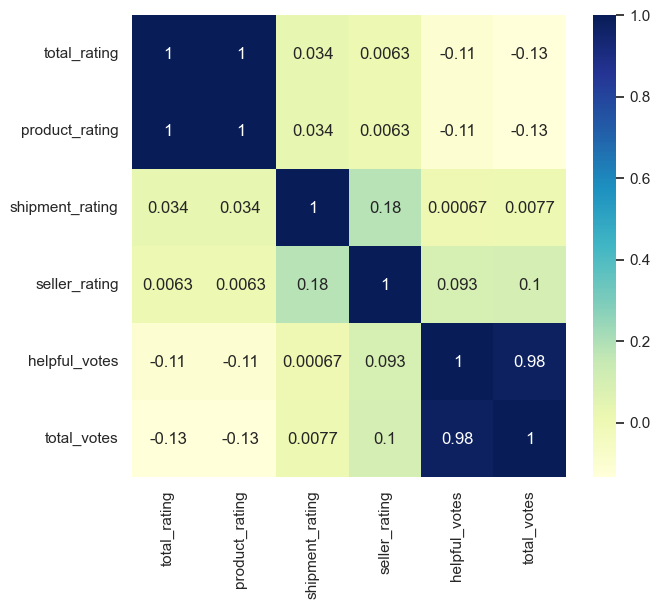 total_rating 1 1 0.034 0.0063 -0.11 -0.13
product_rating 1 1 0.034 0.0063 -0.11 -0.13
shipment_rating 0.034 0.034 1 0.18 0.00067 0.0077
seller_rating 0.0063 0.0063 0.18 1 0.093 0.1
helpful_votes -0.11 -0.11 0.00067 0.093 1 0.98
total_votes -0.13 -0.13 0.0077 0.1 0.98 1
total_rating
product_rating
shipment_rating
seller_rating
helpful_votes
total_votes
1.0
0.8
0.6
0.4
0.2
0.0